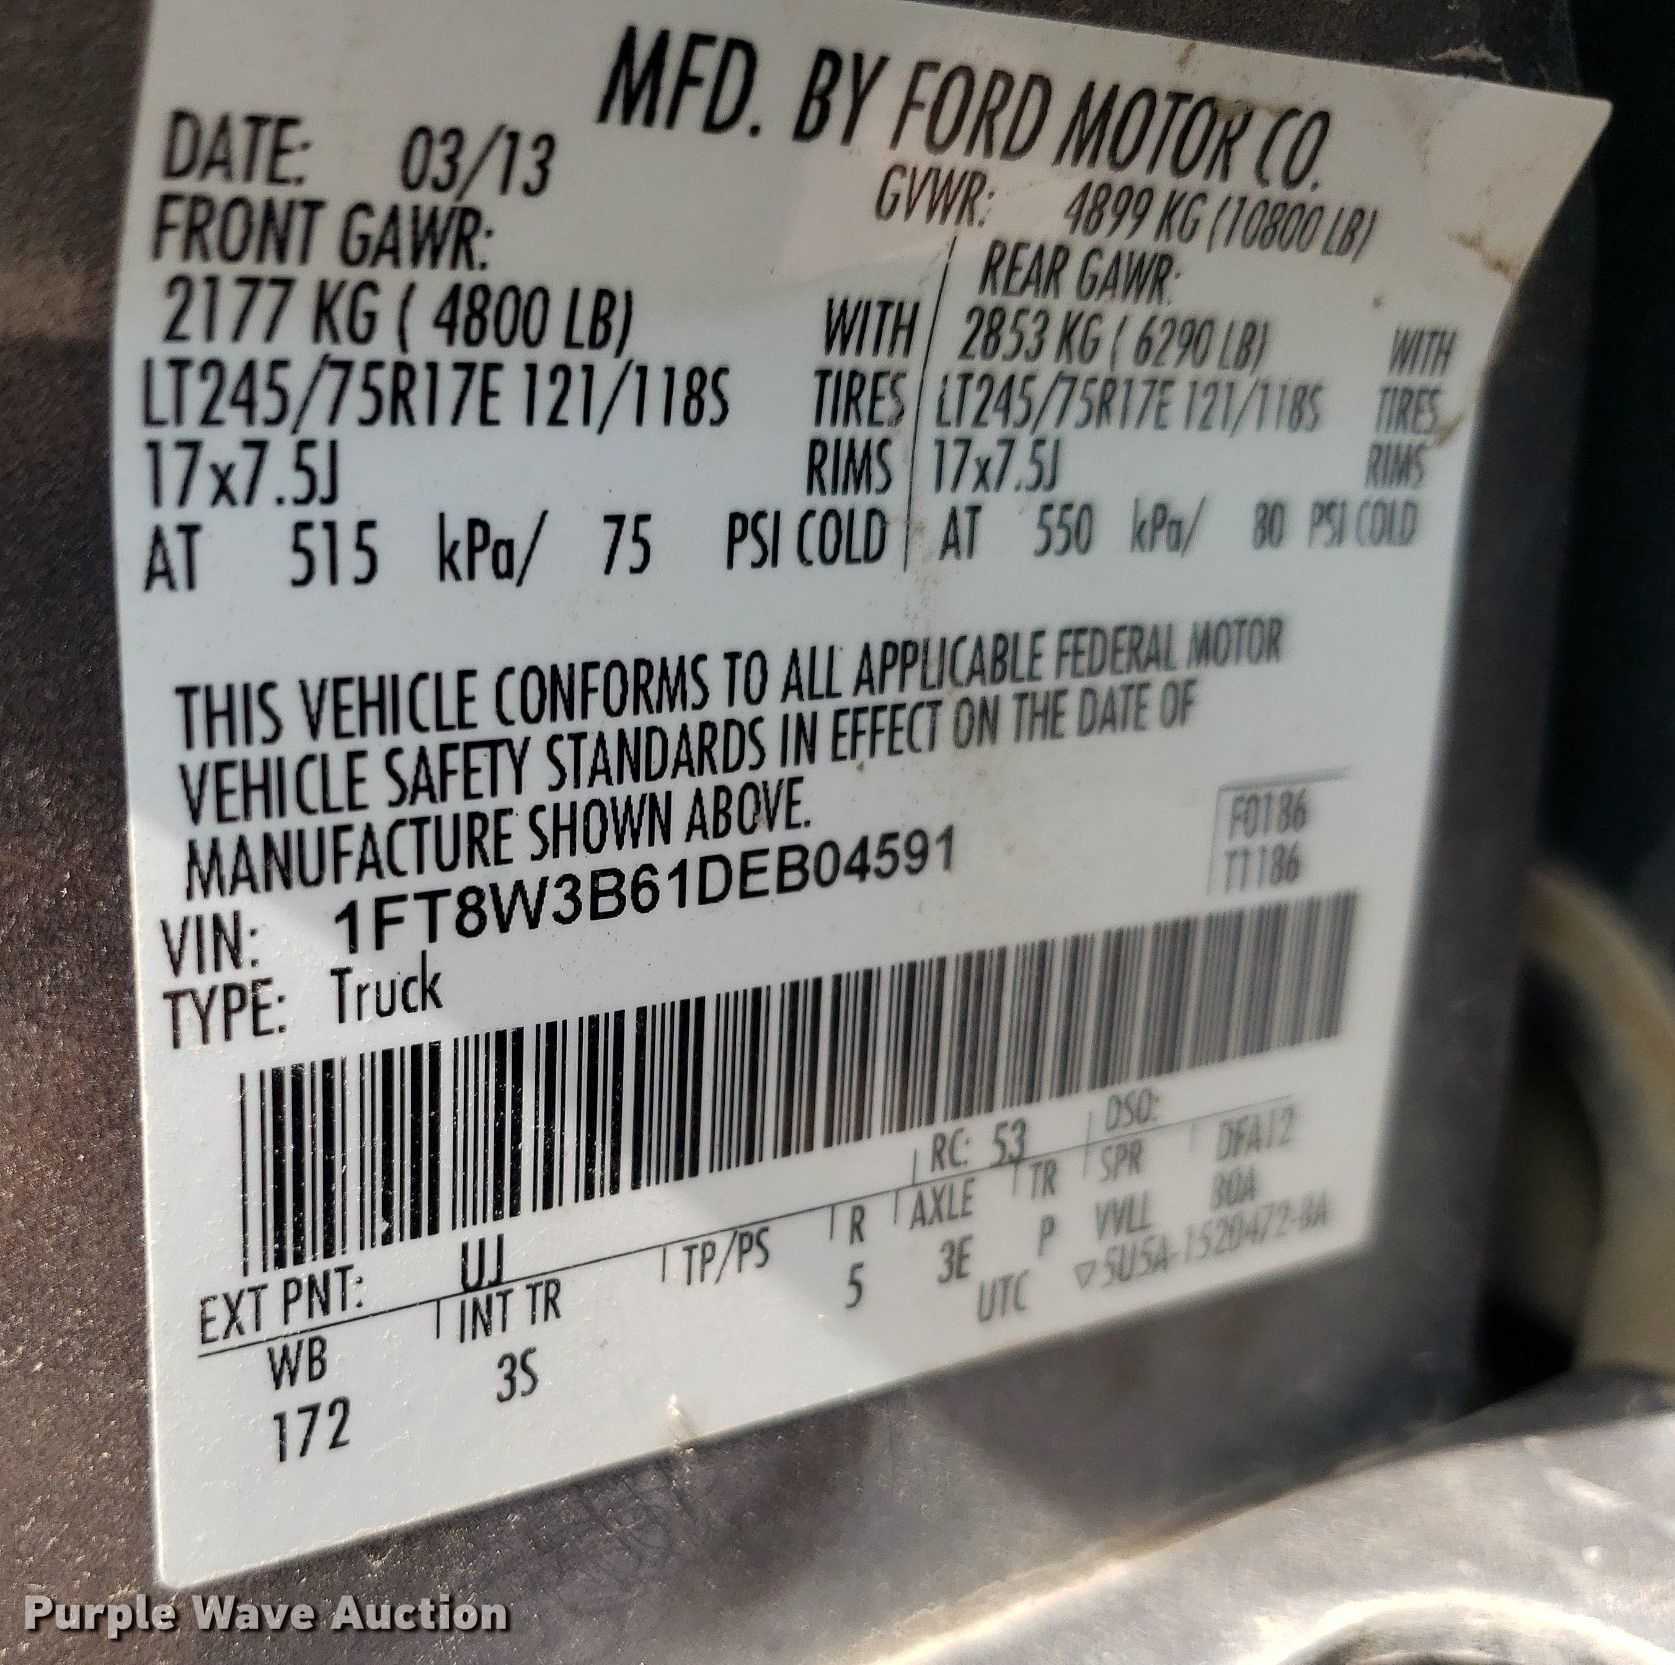 MFD. BY FORD MOTOR CO.
DATE: 03/13 GVWR: 4899 KG (10800 LB)
FRONT GAWR: REAR GAWR:
2177 KG ( 4800 LB) WITH 2853 KG ( 6290 LB) WITH
LT245/75R17E 121/118S TIRES LT245/75R17E 121/118S TIRES
17x7.5J RIMS 17x7.5J RIMS
AT 515 kPa/ 75 PSI COLD AT 550 kPa/ 80 PSI COLD
THIS VEHICLE CONFORMS TO ALL APPLICABLE FEDERAL MOTOR
VEHICLE SAFETY STANDARDS IN EFFECT ON THE DATE OF
MANUFACTURE SHOWN ABOVE.
F0186
T1186
VIN: 1FT8W3B61DEB04591
TYPE: Truck
EXT PNT: UJ RC: 53 DSO:
WB INT TR TP/PS R AXLE TR SPR DFA12
172 3S 5 3E P VVLL 80A
UTC ▽5U5A-1520472-BA
Purple Wave Auction